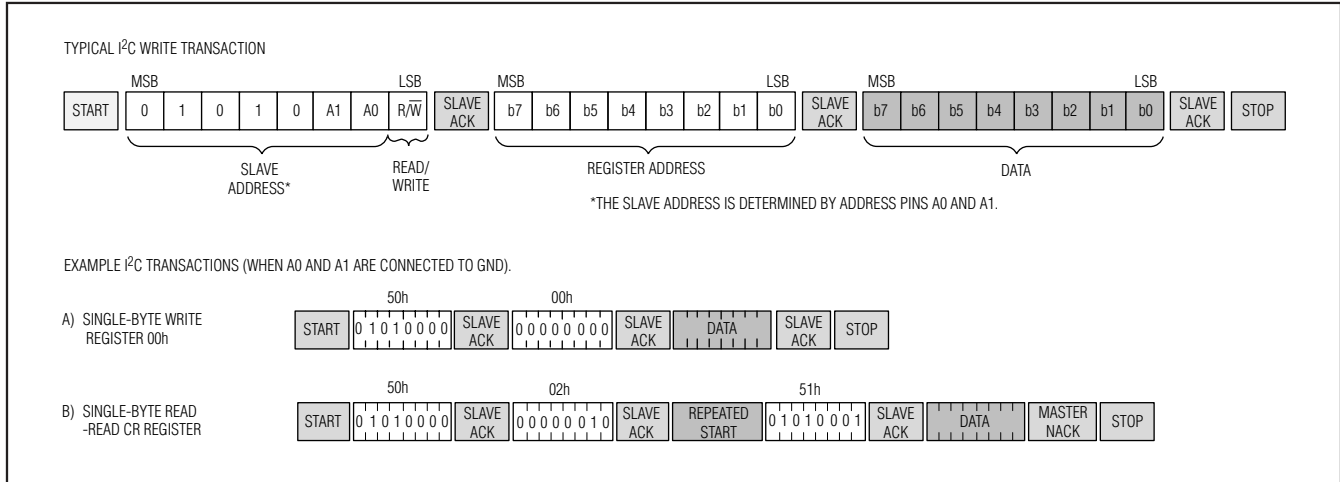 TYPICAL I²C WRITE TRANSACTION
MSB LSB MSB LSB MSB LSB
START 0 1 0 1 0 A1 A0 R/W̅ SLAVE ACK b7 b6 b5 b4 b3 b2 b1 b0 SLAVE ACK b7 b6 b5 b4 b3 b2 b1 b0 SLAVE ACK STOP
SLAVE ADDRESS* READ/WRITE REGISTER ADDRESS DATA
*THE SLAVE ADDRESS IS DETERMINED BY ADDRESS PINS A0 AND A1.
EXAMPLE I²C TRANSACTIONS (WHEN A0 AND A1 ARE CONNECTED TO GND).
50h 00h
A) SINGLE-BYTE WRITE
REGISTER 00h
START 0 1 0 1 0 0 0 0 SLAVE ACK 0 0 0 0 0 0 0 0 SLAVE ACK DATA SLAVE ACK STOP
50h 02h 51h
B) SINGLE-BYTE READ
-READ CR REGISTER
START 0 1 0 1 0 0 0 0 SLAVE ACK 0 0 0 0 0 0 1 0 SLAVE ACK REPEATED START 0 1 0 1 0 0 0 1 SLAVE ACK DATA MASTER NACK STOP